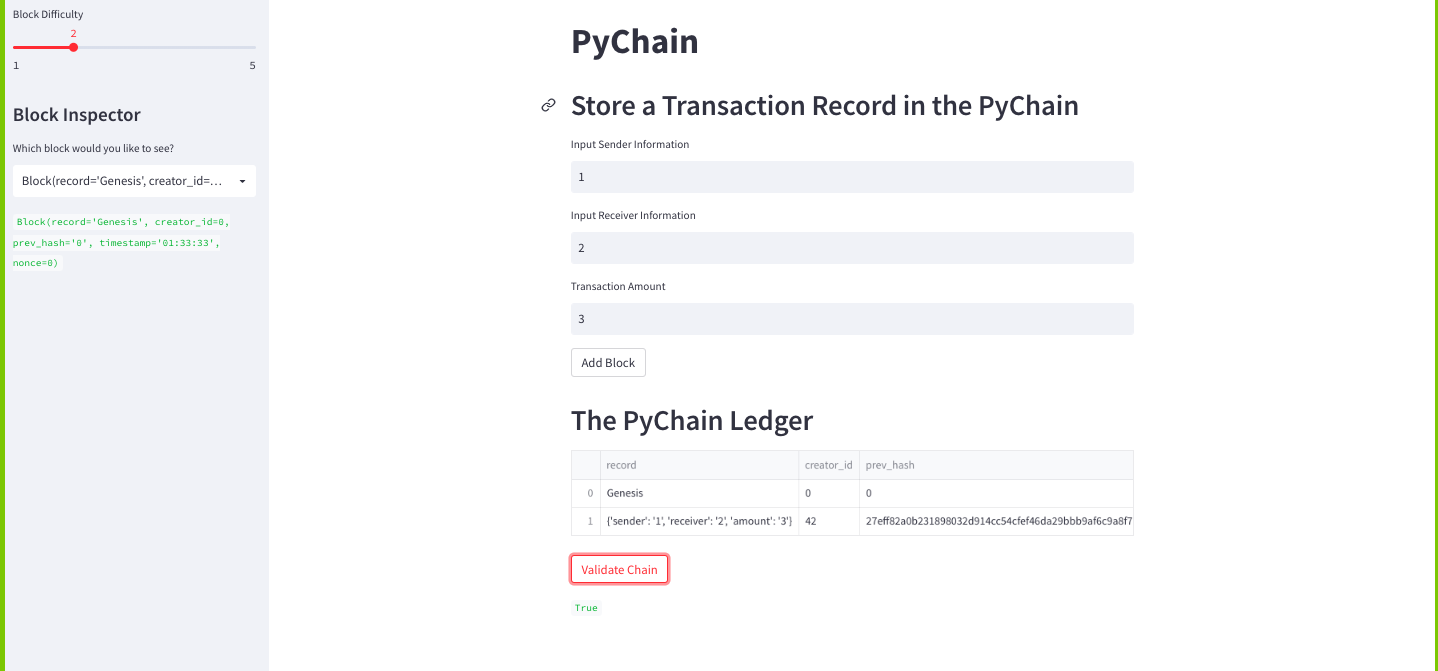 Block Difficulty
2
1 5
Block Inspector
Which block would you like to see?
Block(record='Genesis', creator_id=...
Block(record='Genesis', creator_id=0,
prev_hash='0', timestamp='01:33:33',
nonce=0)
PyChain
Store a Transaction Record in the PyChain
Input Sender Information
1
Input Receiver Information
2
Transaction Amount
3
Add Block
The PyChain Ledger
record creator_id prev_hash
0 Genesis 0 0
1 {'sender': '1', 'receiver': '2', 'amount': '3'} 42 27eff82a0b231898032d914cc54cfef46da29bbb9af6c9a8f7
Validate Chain
True